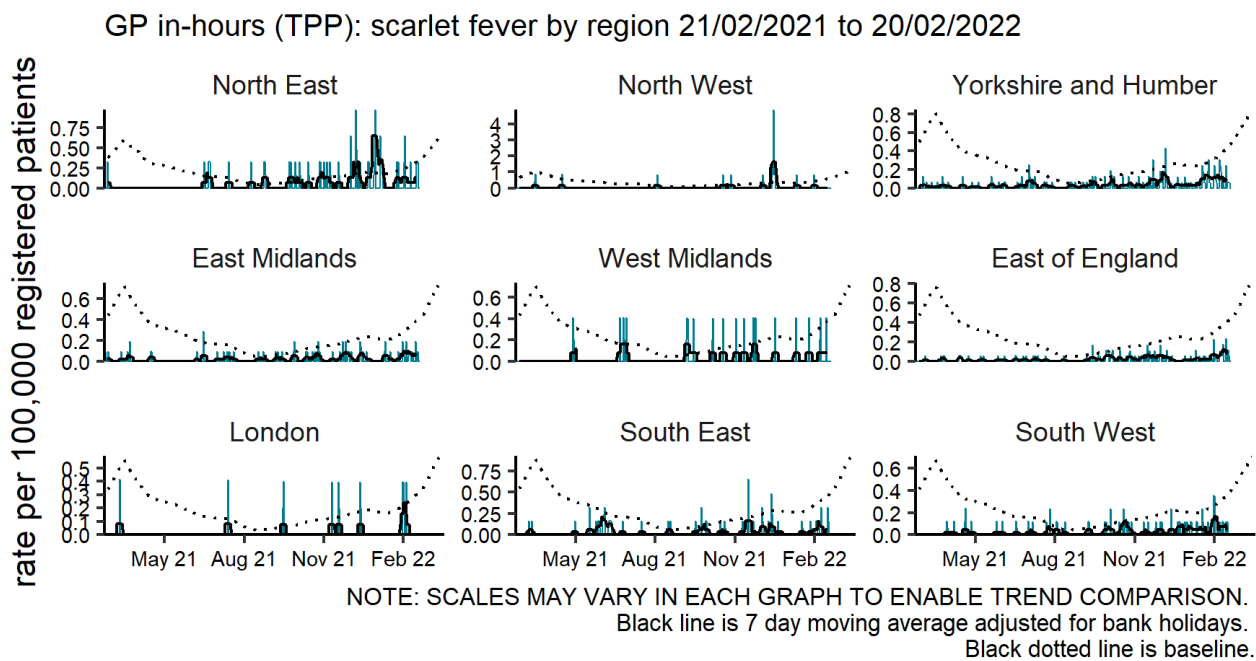 GP in-hours (TPP): scarlet fever by region 21/02/2021 to 20/02/2022
rate per 100,000 registered patients
North East
0.75
0.50
0.25
0.00
North West
4
3
2
1
0
Yorkshire and Humber
0.8
0.6
0.4
0.2
0.0
East Midlands
0.6
0.4
0.2
0.0
West Midlands
0.6
0.4
0.2
0.0
East of England
0.8
0.6
0.4
0.2
0.0
London
0.5
0.4
0.3
0.2
0.1
0.0
South East
0.75
0.50
0.25
0.00
South West
0.6
0.4
0.2
0.0
May 21 Aug 21 Nov 21 Feb 22
May 21 Aug 21 Nov 21 Feb 22
May 21 Aug 21 Nov 21 Feb 22
NOTE: SCALES MAY VARY IN EACH GRAPH TO ENABLE TREND COMPARISON.
Black line is 7 day moving average adjusted for bank holidays.
Black dotted line is baseline.